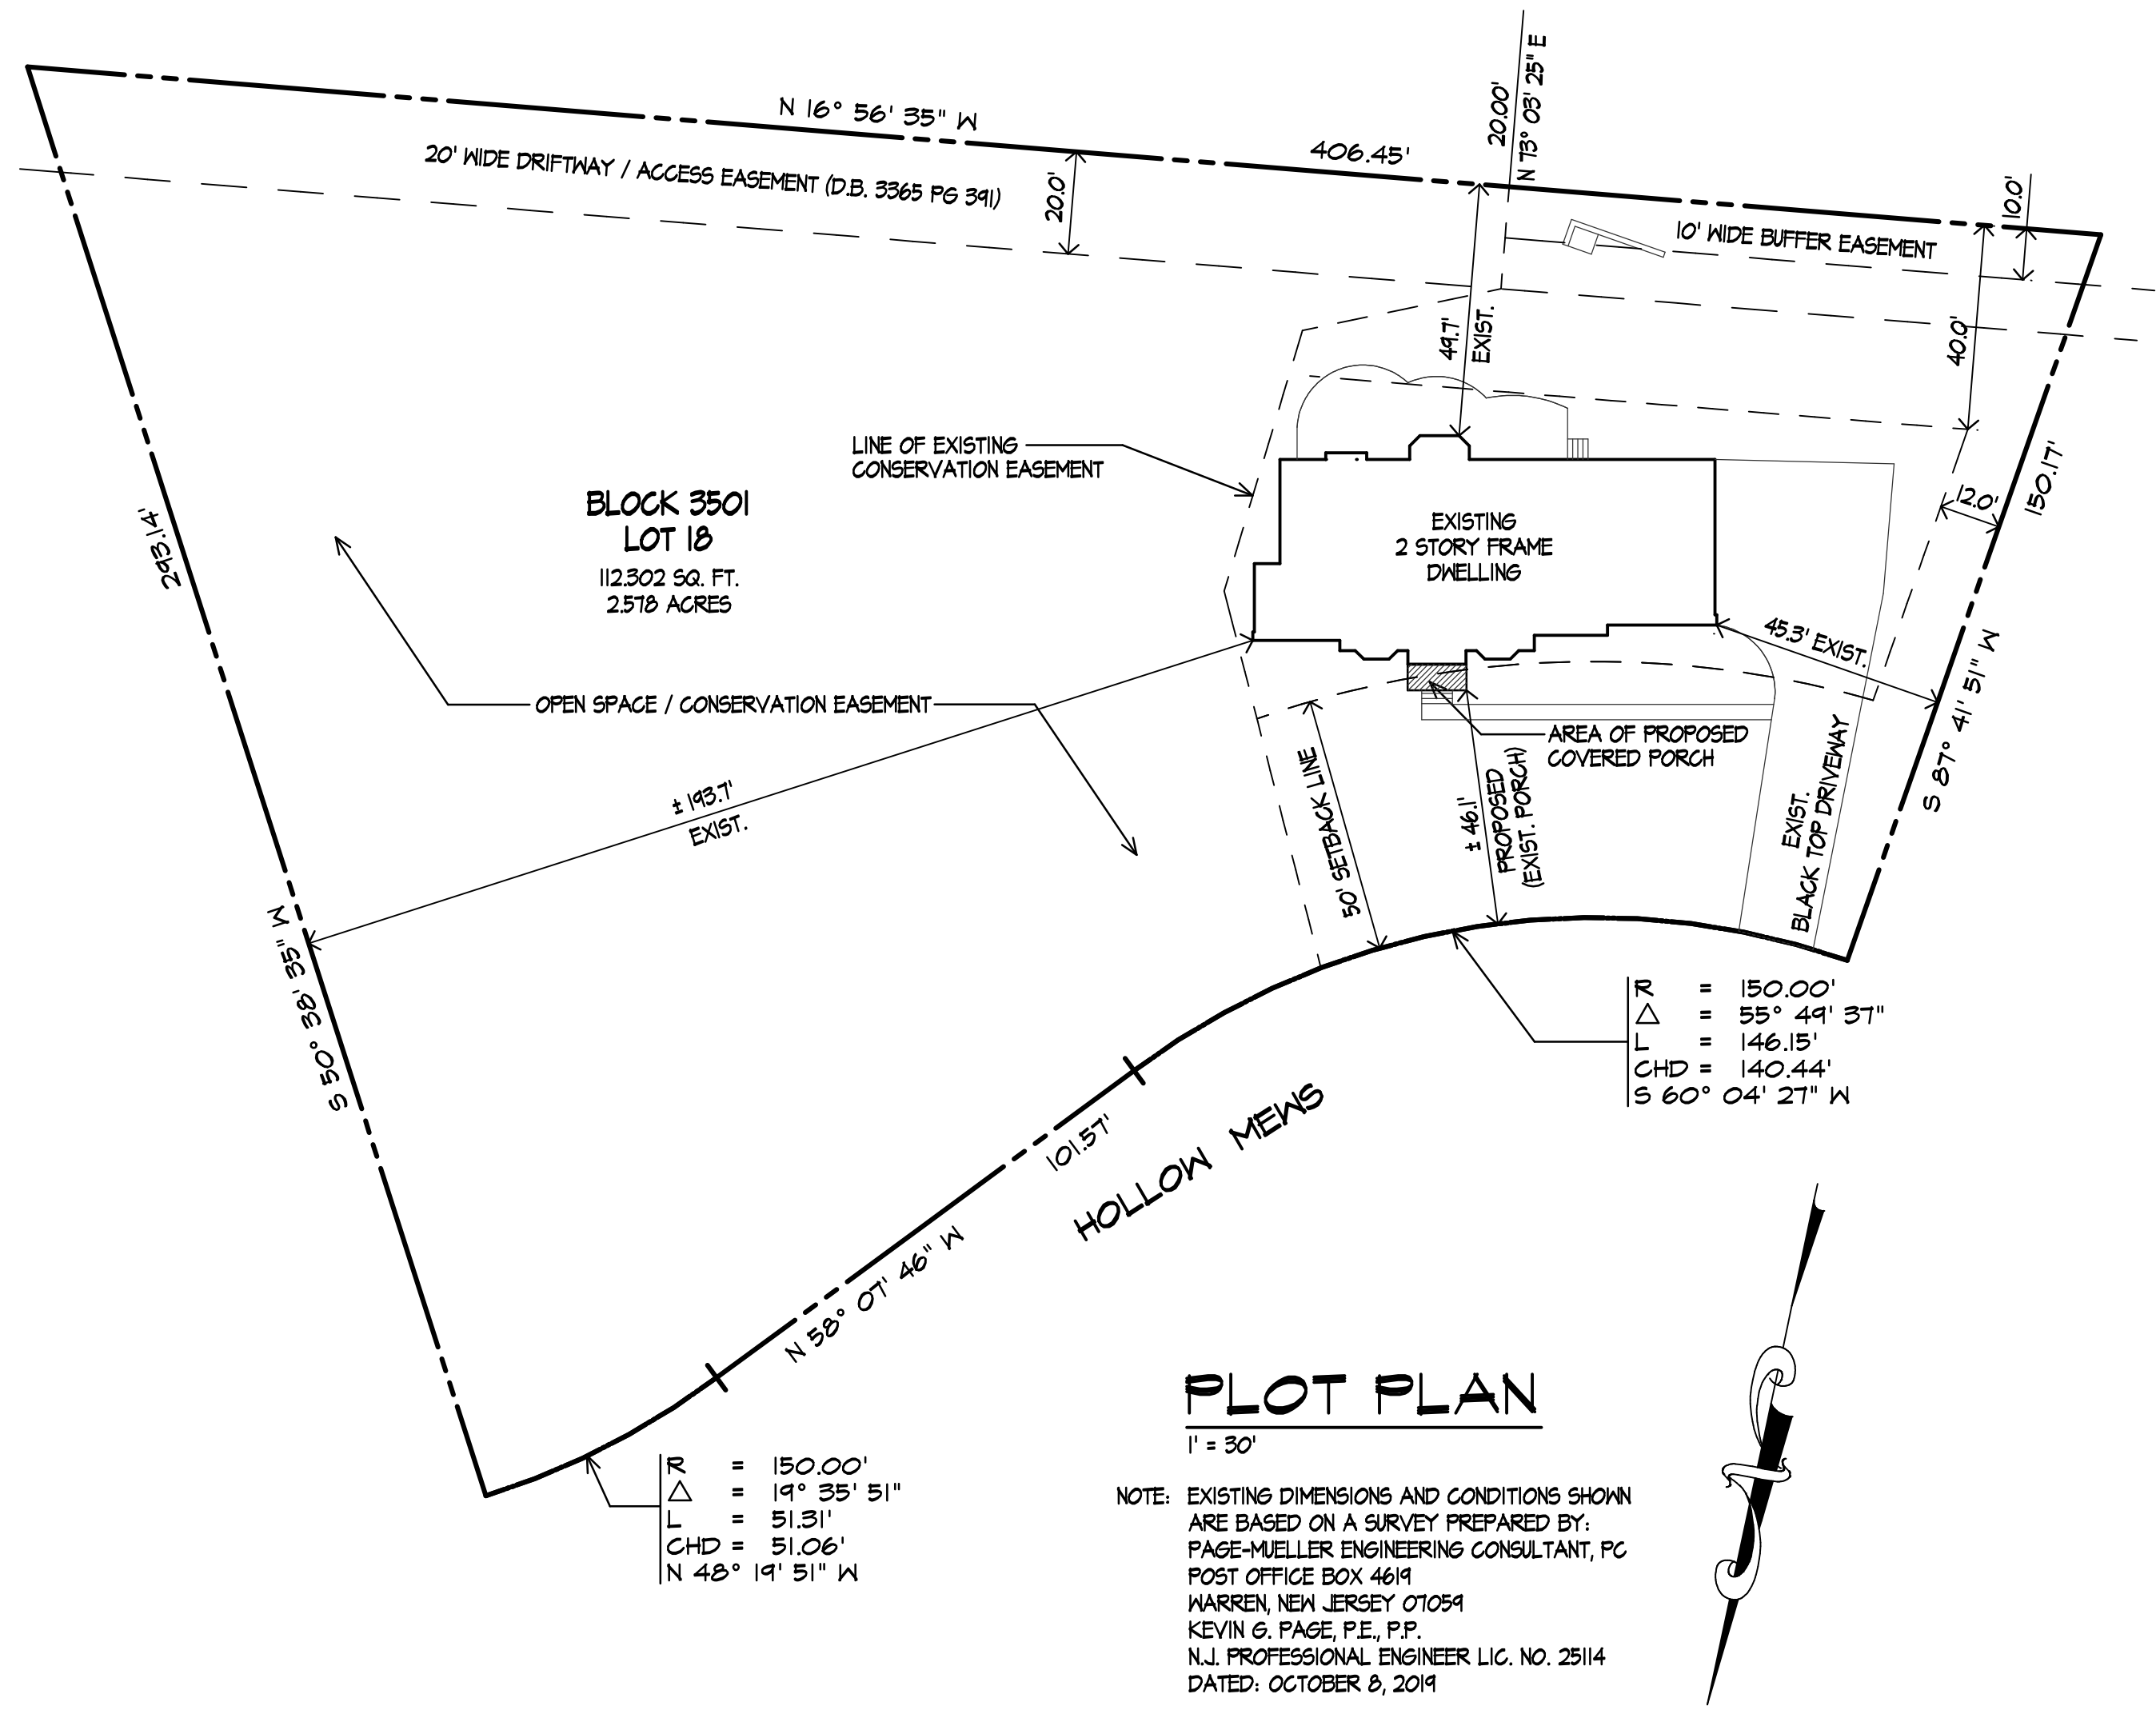 N 16° 56' 35" W
406.45'
20.00'
N 73° 03' 25" E
20' WIDE DRIFTWAY / ACCESS EASEMENT (D.B. 3365 PG 391)
20.0'
10.0'
10' WIDE BUFFER EASEMENT
49.7'
EXIST.
40.0'
LINE OF EXISTING
CONSERVATION EASEMENT
BLOCK 3501
LOT 18
112.302 SQ. FT.
2.578 ACRES
EXISTING
2 STORY FRAME
DWELLING
12.0'
150.17'
293.14'
45.3' EXIST.
S 87° 41' 51" W
OPEN SPACE / CONSERVATION EASEMENT
AREA OF PROPOSED
COVERED PORCH
± 193.7'
EXIST.
50' SETBACK LINE
± 46.1'
PROPOSED
(EXIST. PORCH)
EXIST.
BLACK TOP DRIVEWAY
S 50° 38' 35" W
R = 150.00'
△ = 55° 49' 37"
L = 146.15'
CHD = 140.44'
S 60° 04' 27" W
101.57'
HOLLOW MEWS
N 58° 07' 46" W
R = 150.00'
△ = 19° 35' 51"
L = 51.31'
CHD = 51.06'
N 48° 19' 51" W
PLOT PLAN
1' = 30'
NOTE: EXISTING DIMENSIONS AND CONDITIONS SHOWN
ARE BASED ON A SURVEY PREPARED BY:
PAGE-MUELLER ENGINEERING CONSULTANT, PC
POST OFFICE BOX 4619
WARREN, NEW JERSEY 07059
KEVIN G. PAGE, P.E., P.P.
N.J. PROFESSIONAL ENGINEER LIC. NO. 25114
DATED: OCTOBER 8, 2019